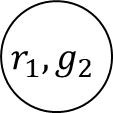 r₁, g₂